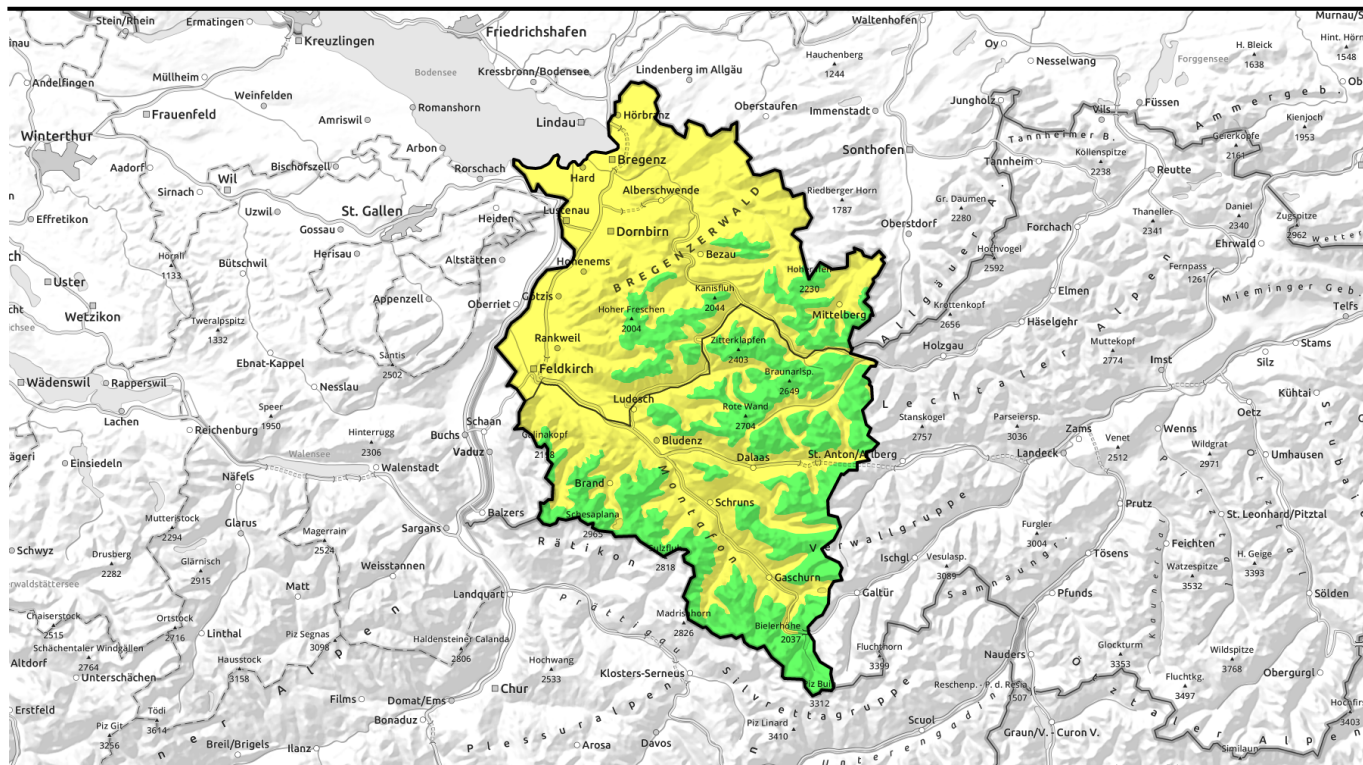 Stein/Rhein
Ermatingen
Kreuzlingen
Friedrichshafen
Waltenhofen
Oy
Nesselwang
Murnau/S
H. Bleick
1638
Hint. Hörn
1548
Hauchenberg
1244
Forggensee
Andelfingen
Müllheim
Bodensee
Kressbronn/Bodensee
Lindenberg im Allgäu
Weinfelden
Romanshorn
Oberstaufen
Immenstadt
Jungholz
Füssen
Vils
Ammergeb.
Kienjoch
1953
Frauenfeld
Amriswil
Lindau
Hörbranz
Winterthur
Tannheimer B.
Geierköpfe
2161
Sonthofen
Köllenspitze
2238
Arbon
Aadorf
Bischofszell
Rorschach
Bregenz
Hard
Tannheim
Reutte
Wil
Sirnach
Alberschwende
Riedberger Horn
1787
Gr. Daumen
2280
Effretikon
Uzwil
St. Gallen
Heiden
Lustenau
BREGENZERWALD
Oberstdorf
Thaneller
2341
Daniel
2340
Zugspitze
2962
Gossau
Dornbirn
Forchach
Ehrwald
Herisau
Hörnli
1133
Altstätten
Bezau
Hochvogel
2592
Allgäuer A.
Bütschwil
Hohenems
Fernpass
1261
Uster
Appenzell
Oberriet
Götzis
Kanisfluh
2044
2230
Elmen
Mieminger Geb
Wetzikon
Tweralpspitz
1332
Hoher Freschen
2004
Mittelberg
Krottenkopf
2656
Häselgehr
Telfs
Rankweil
Zitterklapfen
2403
Holzgau
Muttekopf
2774
Lechtaler Alpen
Stams
Ebnat-Kappel
Säntis
2502
Feldkirch
Braunarlsp.
2649
Imst
Silz
Wädenswil
Rapperswil
Nesslau
Kühtai
Lachen
Speer
1950
Ludesch
Rote Wand
2704
Stanskogel
2757
Parseiersp.
3036
Oetz
Reichenburg
Hinterrugg
2306
Schaan
Buchs
Vaduz
Bludenz
Zams
Venet
2512
Wenns
Wildgrat
2971
Umhausen
Einsiedeln
Walensee
Walenstadt
Dalaas
St. Anton/Arlberg
Landeck
Näfels
Brand
Montafon
Schruns
Prutz
Balzers
Schesaplana
2965
Mutteristock
2294
Glarus
Magerrain
2524
Sargans
Furgler
3004
St. Leonhard/Pitztal
Schwyz
Drusberg
2282
Glärnisch
2915
Rätikon
2818
Verwallgruppe
Ischgl
Vesulasp.
3089
Samnaungr.
Tösens
Feichten
Watzespitze
3532
H. Geige
3393
Weisstannen
Matt
Landquart
Gaschurn
Galtür
Pfunds
Sölden
Chaiserstock
2515
Ortstock
2716
Linthal
Piz Segnas
3098
Haldensteiner Calanda
2806
Prätigau
Madrisahorn
2826
Bielerhöhe
2037
Fluchthorn
3399
Altdorf
Schächentaler Windgällen
2764
Unterschächen
Hausstock
3158
Hochwang
2533
Klosters-Serneus
Nauders
Glockturm
3353
Wildspitze
3768
Obergurgl
Chur
Films
Domat/Ems
Silvrettagruppe
3312
Reschenp. - P. d. Resia
1507
Fluchtkg.
3497
Erstfeld
Tödi
3614
Bonaduz
Piz Git
3256
Plessuralpen
Piz Linard
3410
Scuol
Unterengadin
Graun/V. - Curon V.
Ötztaler Alpen
3403
Breil/Brigels
Ilanz
Arosa
Davos
Similaun